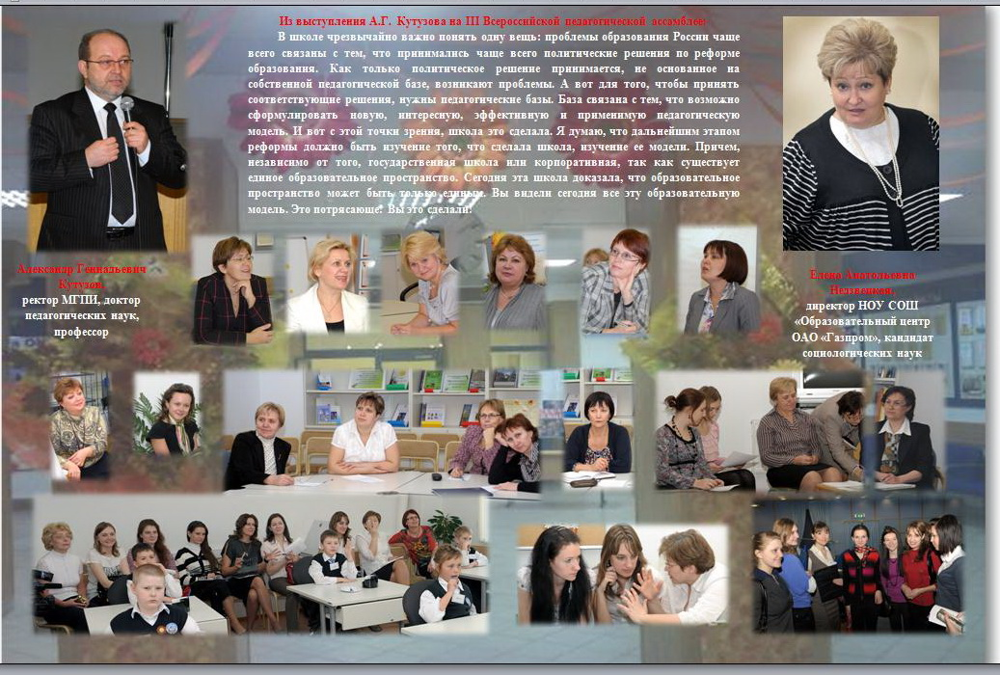 Из выступления А.Г. Кутузова на III Всероссийской педагогической ассамблее:
В школе чрезвычайно важно понять одну вещь: проблемы образования России чаще
всего связаны с тем, что принимались чаще всего политические решения по реформе
образования. Как только политическое решение принимается, не основанное на
собственной педагогической базе, возникают проблемы. А вот для того, чтобы принять
соответствующие решения, нужны педагогические базы. База связана с тем, что возможно
сформулировать новую, интересную, эффективную и применимую педагогическую
модель. И вот с этой точки зрения, школа это сделала. Я думаю, что дальнейшим этапом
реформы должно быть изучение того, что сделала школа, изучение ее модели. Причем,
независимо от того, государственная школа или корпоративная, так как существует
единое образовательное пространство. Сегодня эта школа доказала, что образовательное
пространство может быть только единым. Вы видели сегодня все эту образовательную
модель. Это потрясающе! Вы это сделали!
Александр Геннадьевич
Кутузов,
ректор МГПИ, доктор
педагогических наук,
профессор
Елена Анатольевна
директор НОУ СОШ
«Образовательный центр
ОАО «Газпром», кандидат
социологических наук